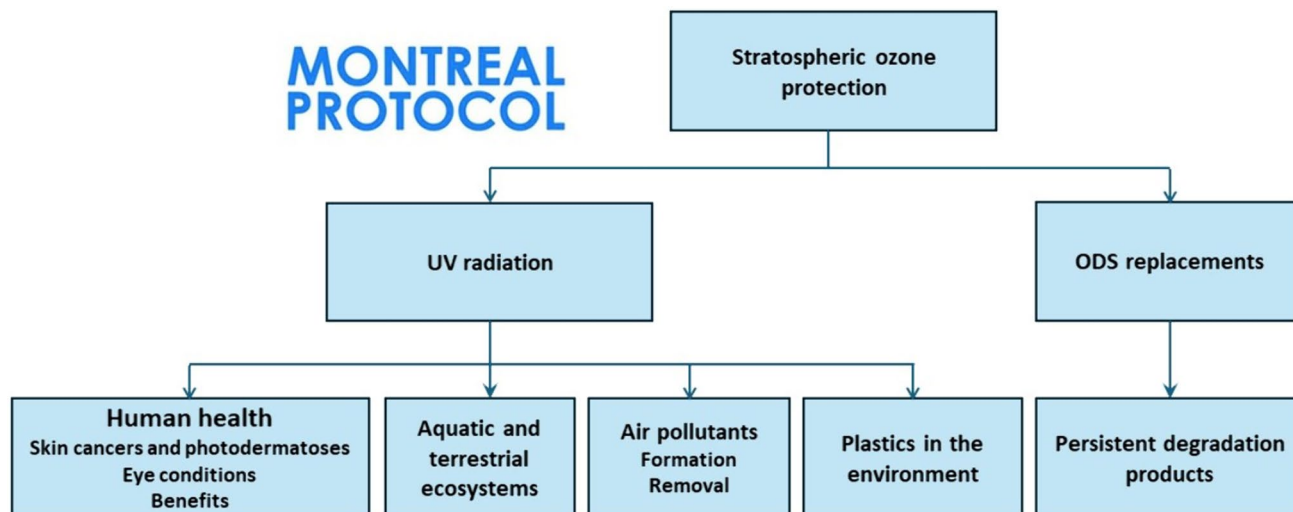 MONTREAL
PROTOCOL
Stratospheric ozone
protection
UV radiation
ODS replacements
Human health
Skin cancers and photodermatoses
Eye conditions
Benefits
Aquatic and
terrestrial
ecosystems
Air pollutants
Formation
Removal
Plastics in the
environment
Persistent degradation
products